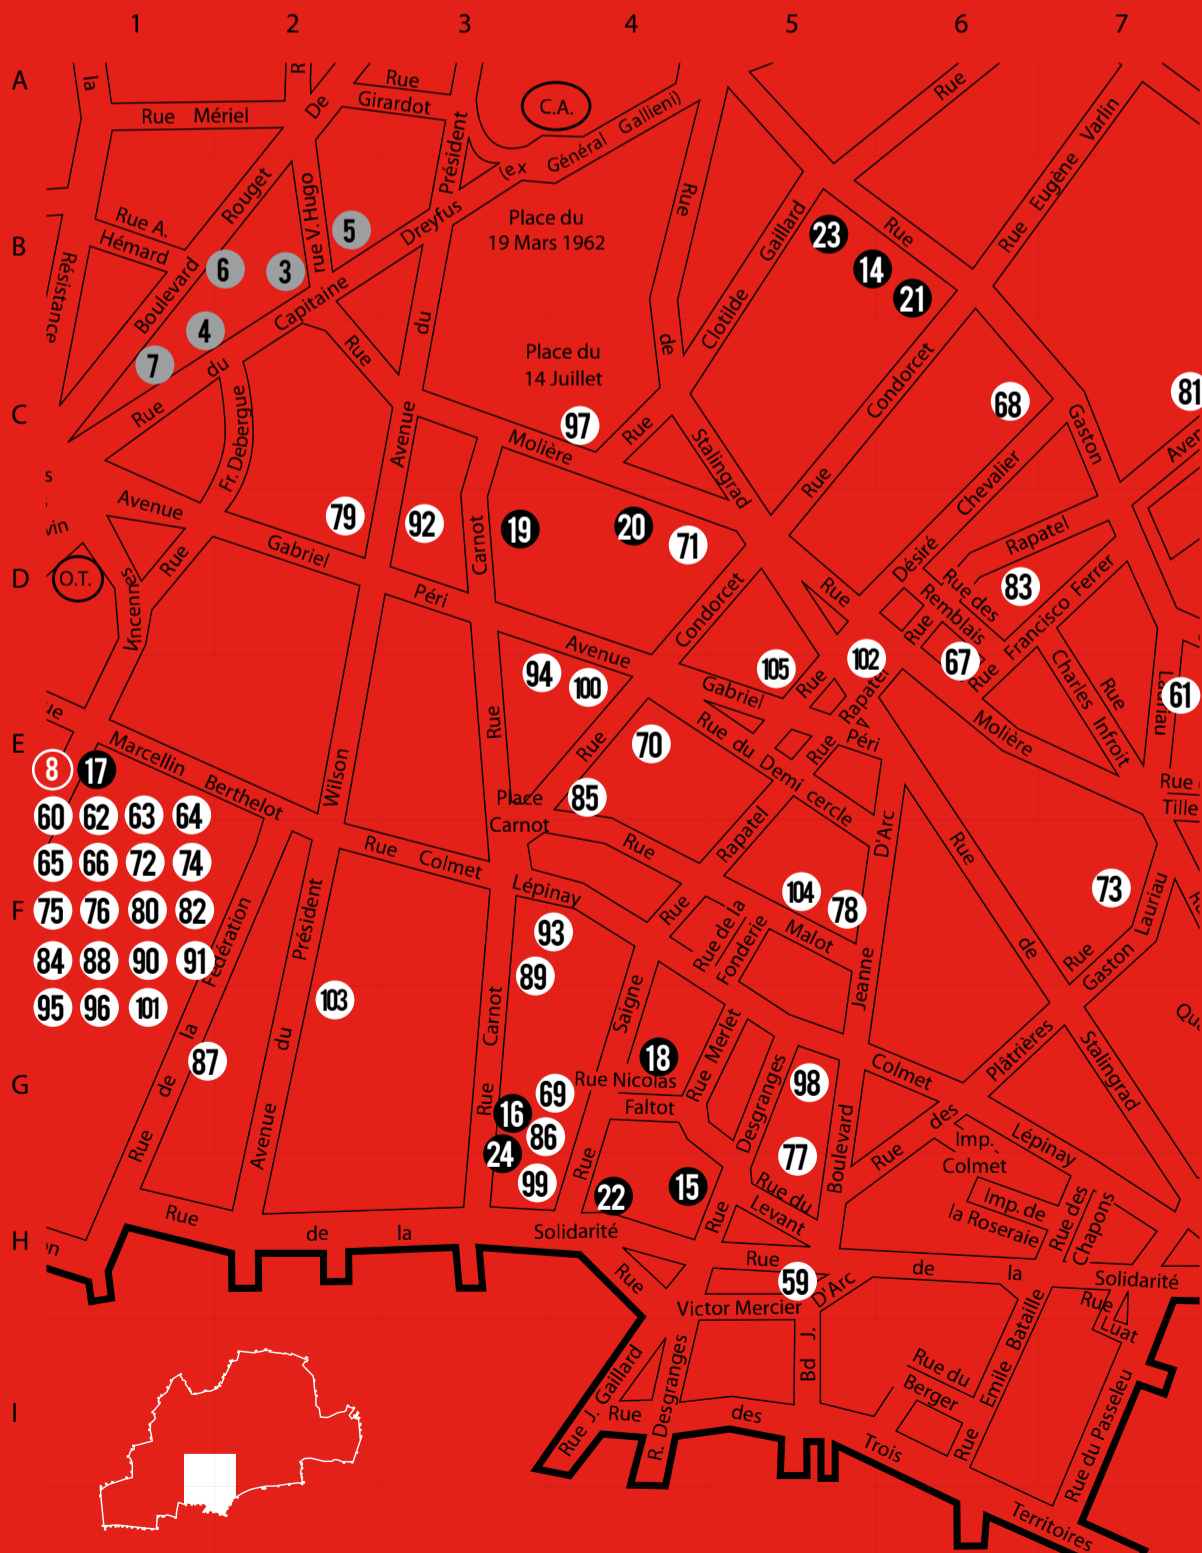 1 2 3 4 5 6 7
A
la
Rue Mériel
R
De
Rue
Girardot
Président
C.A.
(ex Général Gallieni)
Rue
Rue Eugène Varlin
Rue
B
Rue A.
Hémard
Résistance
Boulevard Rouget
De
rue V. Hugo
5
6
3
4
7
Rue du Capitaine Dreyfus
Place du
19 Mars 1962
Rue
de
Clotilde Gaillard
23
14
21
Rue
Place du
14 Juillet
du
Rue
C
Fr. Debergue
Avenue
97
Molière
Rue
Stalingrad
Rue Condorcet
68
Gaston
81
Aven
s
vin
Avenue
Gabriel
Péri
79
92
Carnot
19
20
71
Désiré Chevalier
Rapatel
D
O.T.
Vincennes
Rue
Condorcet
Rue
Rue des
Remblais
83
Rue Francisco Ferrer
Avenue
Gabriel
Péri
94
100
105
102
67
Rue
Rapatel
Rue
Charles Infroit
Rue
Lauriau
61
ue
E
8
17
Marcellin Berthelot
Wilson
Rue
Rue
70
Rue du Demi cercle
Rue
Molière
Rue
Tille
60 62 63 64
Place
Carnot
85
Rapatel
D'Arc
Rue
65 66 72 74
Rue Colmet
Lépinay
Rue
104
78
73
F
75 76 80 82
Fédération
Président
93
Rue
Rue de la
Fonderie
Malot
de
Rue
Gaston Lauriau
84 88 90 91
89
95 96 101
103
Carnot
Saigne
Jeanne
Qu
G
87
Rue de la
Avenue du
Rue
18
Rue Nicolas
Faltot
Rue Merlet
Desgranges
98
Colmet
Plâtrières
Stalingrad
69
16
86
24
99
Rue
22
15
77
Boulevard
Rue des
Imp.
Colmet
Lépinay
Rue du
Levant
Imp. de
la Roseraie
Rue des
Chapons
H
on
Rue de la Solidarité
Rue
Rue
Rue de la Solidarité
59
Victor Mercier
D'Arc
Rue
Luat
Bd J.
Emile Bataille
Rue
I
Rue J. Gaillard
R. Desgranges
Rue des Trois Territoires
Rue du
Berger
Rue du Passeleu